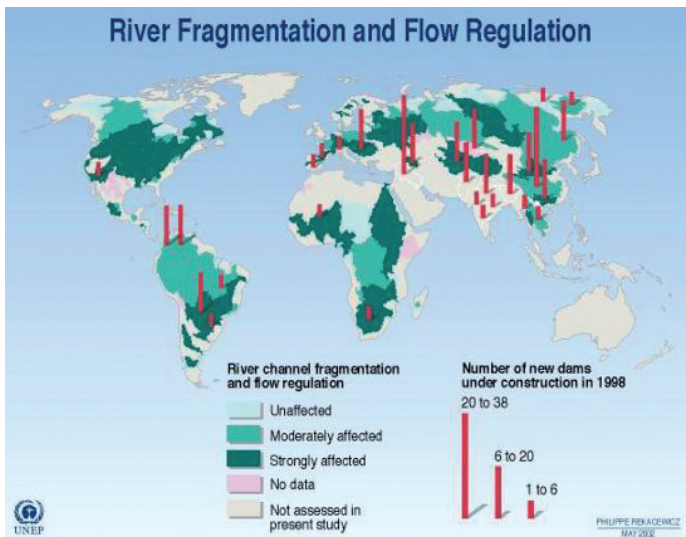 River Fragmentation and Flow Regulation
River channel fragmentation
and flow regulation
Unaffected
Moderately affected
Strongly affected
No data
Not assessed in
present study
Number of new dams
under construction in 1998
20 to 38
6 to 20
1 to 6
UNEP
PHILIPPE REKACEWICZ
MAY 2002